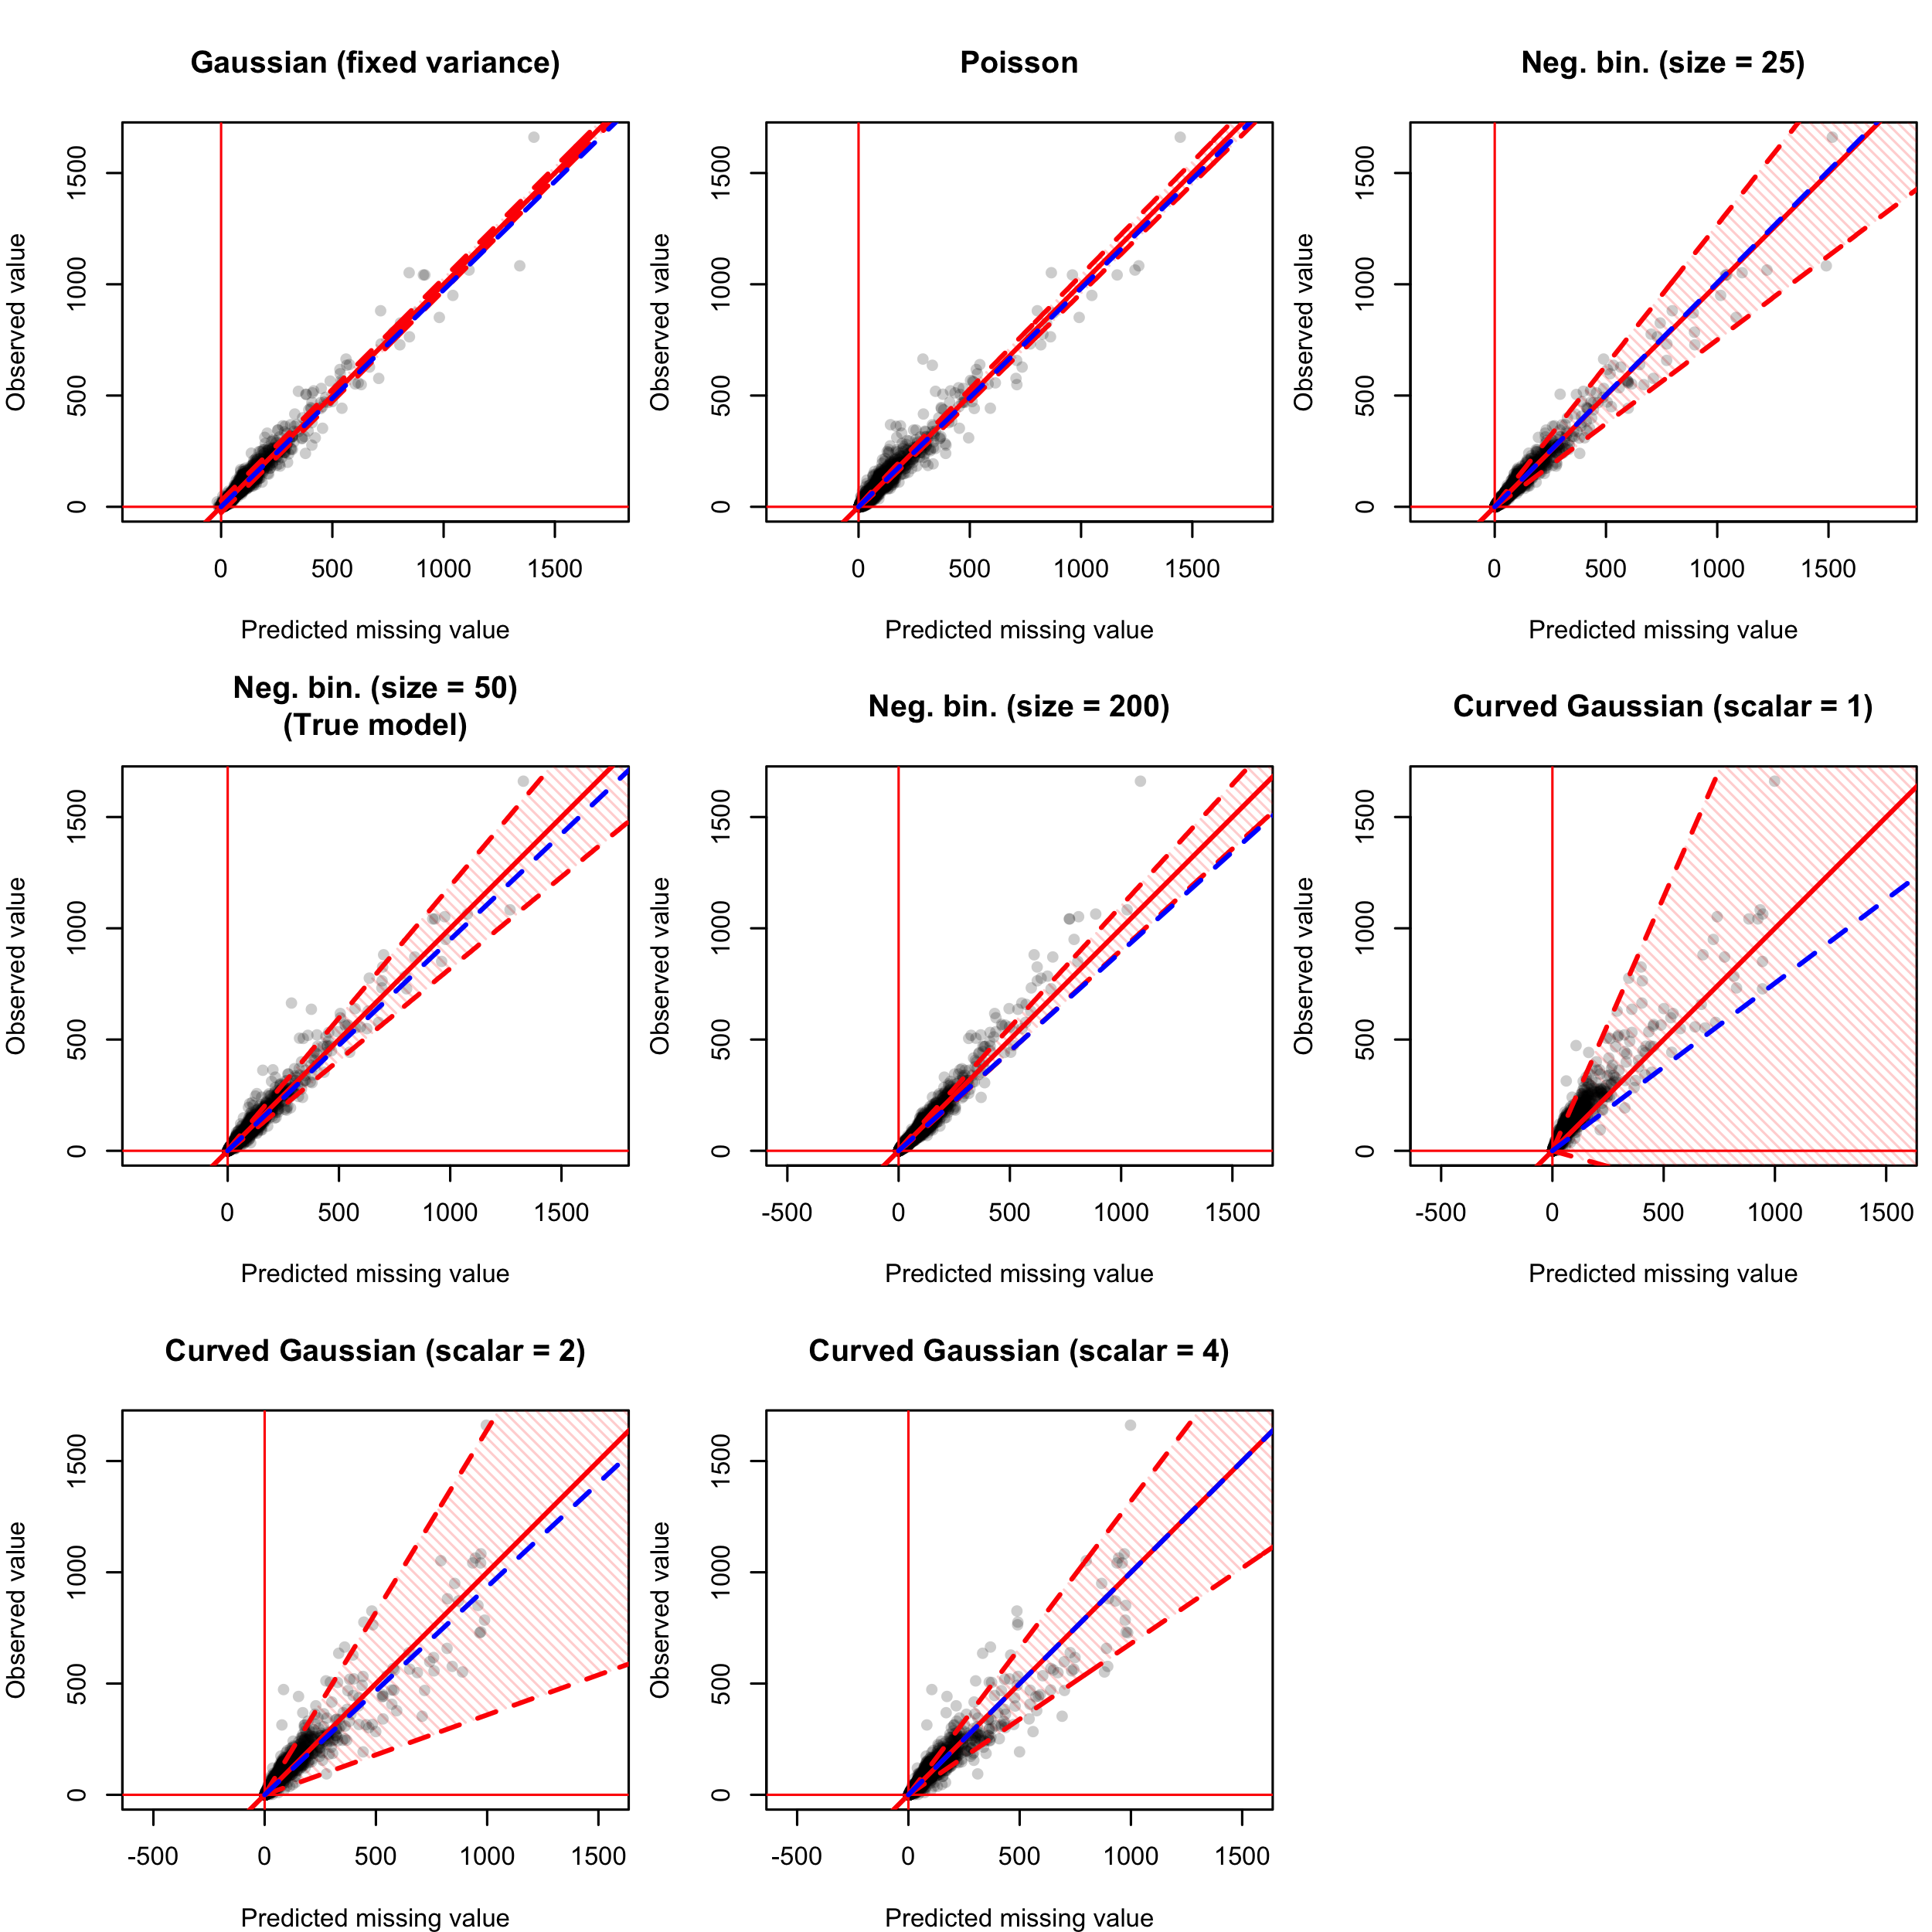 Gaussian (fixed variance)
Observed value
1500
1000
500
0
0 500 1000 1500
Predicted missing value
Poisson
Observed value
1500
1000
500
0
0 500 1000 1500
Predicted missing value
Neg. bin. (size = 25)
Observed value
1500
1000
500
0
0 500 1000 1500
Predicted missing value
Neg. bin. (size = 50)
(True model)
Observed value
1500
1000
500
0
0 500 1000 1500
Predicted missing value
Neg. bin. (size = 200)
Observed value
1500
1000
500
0
-500 0 500 1000 1500
Predicted missing value
Curved Gaussian (scalar = 1)
Observed value
1500
1000
500
0
-500 0 500 1000 1500
Predicted missing value
Curved Gaussian (scalar = 2)
Observed value
1500
1000
500
0
-500 0 500 1000 1500
Predicted missing value
Curved Gaussian (scalar = 4)
Observed value
1500
1000
500
0
-500 0 500 1000 1500
Predicted missing value